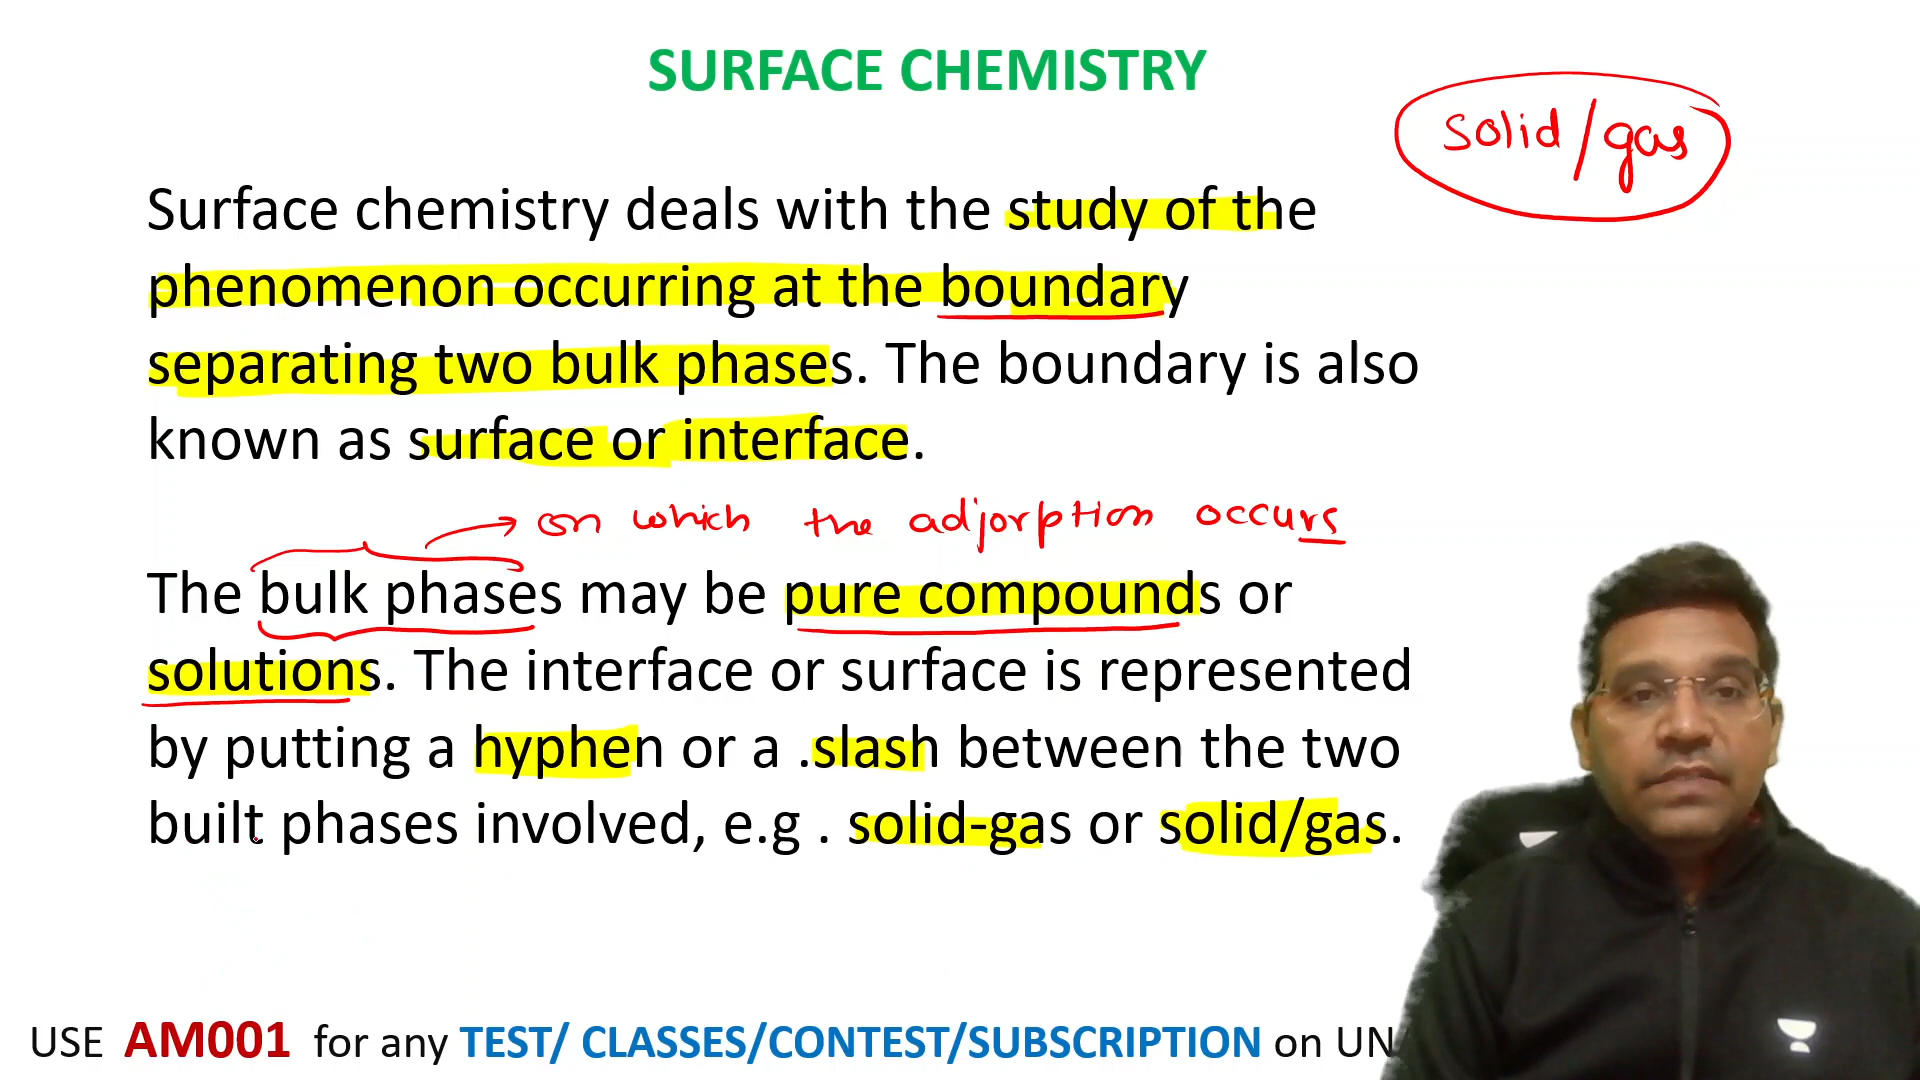 SURFACE CHEMISTRY
solid/gas
Surface chemistry deals with the study of the
phenomenon occurring at the boundary
separating two bulk phases. The boundary is also
known as surface or interface.
on which the adjorption occurs
The bulk phases may be pure compounds or
solutions. The interface or surface is represented
by putting a hyphen or a .slash between the two
built phases involved, e.g . solid-gas or solid/gas.
USE AM001 for any TEST/ CLASSES/CONTEST/SUBSCRIPTION on UN